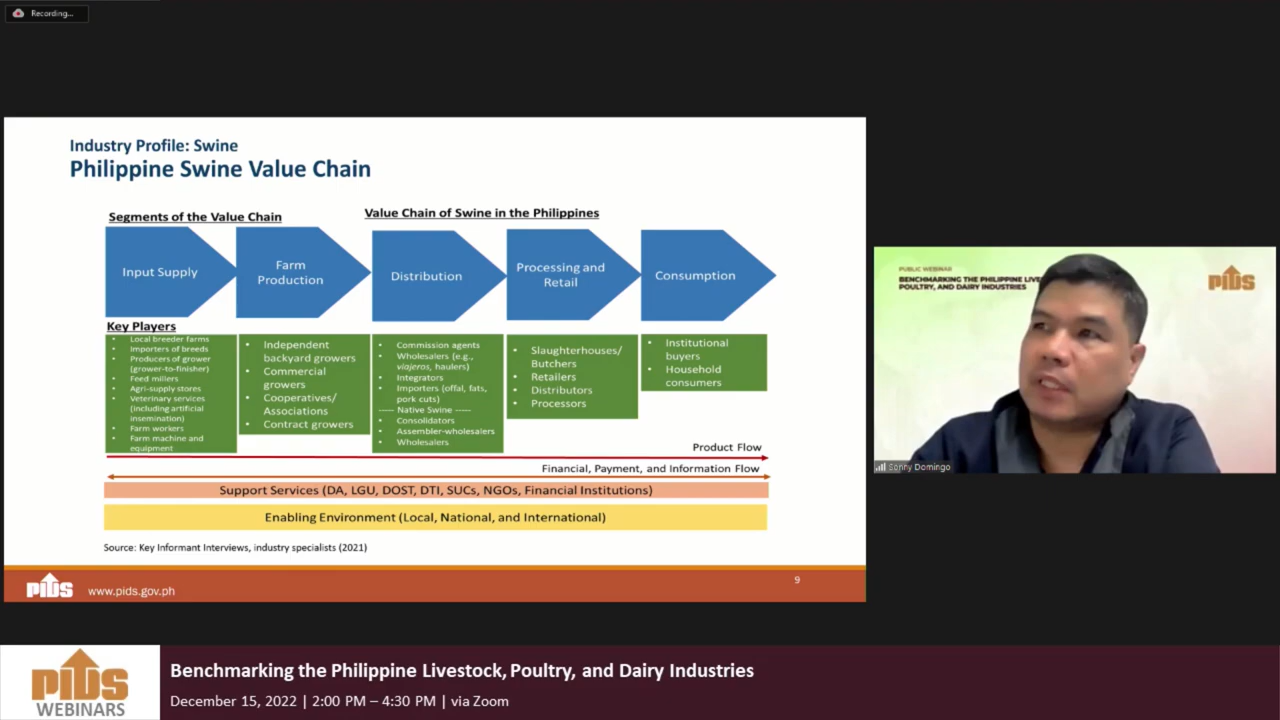 Recording...
Industry Profile: Swine
Philippine Swine Value Chain
Segments of the Value Chain
Value Chain of Swine in the Philippines
Input Supply
Farm
Production
Distribution
Processing and
Retail
Consumption
Key Players
• Local breeder farms
• Importers of breeds
• Producers of grower
(grower-to-finisher)
• Feed millers
• Agri-supply stores
• Veterinary services
(including artificial
insemination)
• Farm workers
• Farm machine and
equipment
• Independent
backyard growers
• Commercial
growers
• Cooperatives/
Associations
• Contract growers
• Commission agents
• Wholesalers (e.g.,
viajeros, haulers)
• Integrators
• Importers (offal, fats,
pork cuts)
----- Native Swine -----
• Consolidators
• Assembler-wholesalers
• Wholesalers
• Slaughterhouses/
Butchers
• Retailers
• Distributors
• Processors
• Institutional
buyers
• Household
consumers
Product Flow
Financial, Payment, and Information Flow
Support Services (DA, LGU, DOST, DTI, SUCs, NGOs, Financial Institutions)
Enabling Environment (Local, National, and International)
Source: Key Informant Interviews, industry specialists (2021)
9
pids
www.pids.gov.ph
PUBLIC WEBINAR
BENCHMARKING THE PHILIPPINE LIVE
POULTRY, AND DAIRY INDUSTRIES
pids
Sonny Domingo
pids
WEBINARS
Benchmarking the Philippine Livestock, Poultry, and Dairy Industries
December 15, 2022 | 2:00 PM – 4:30 PM | via Zoom